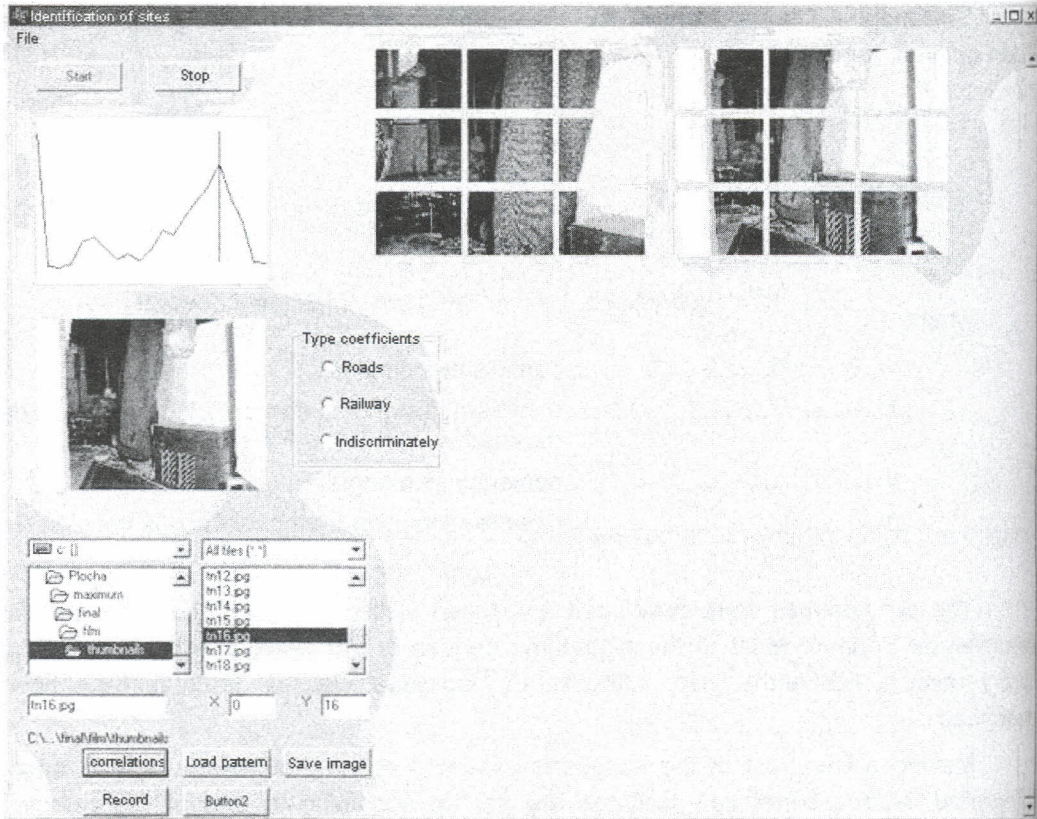 Identification of sites
File
Start Stop
Type coefficients
Roads
Railway
Indiscriminately
c: [] All files (*.*)
Plocha
maximum
final
film
thumbnails
tn12.jpg
tn13.jpg
tn14.jpg
tn15.jpg
tn16.jpg
tn17.jpg
tn18.jpg
tn16.jpg X 0 Y 16
C:\...\final\film\thumbnails
correlations Load pattern Save image
Record Button2